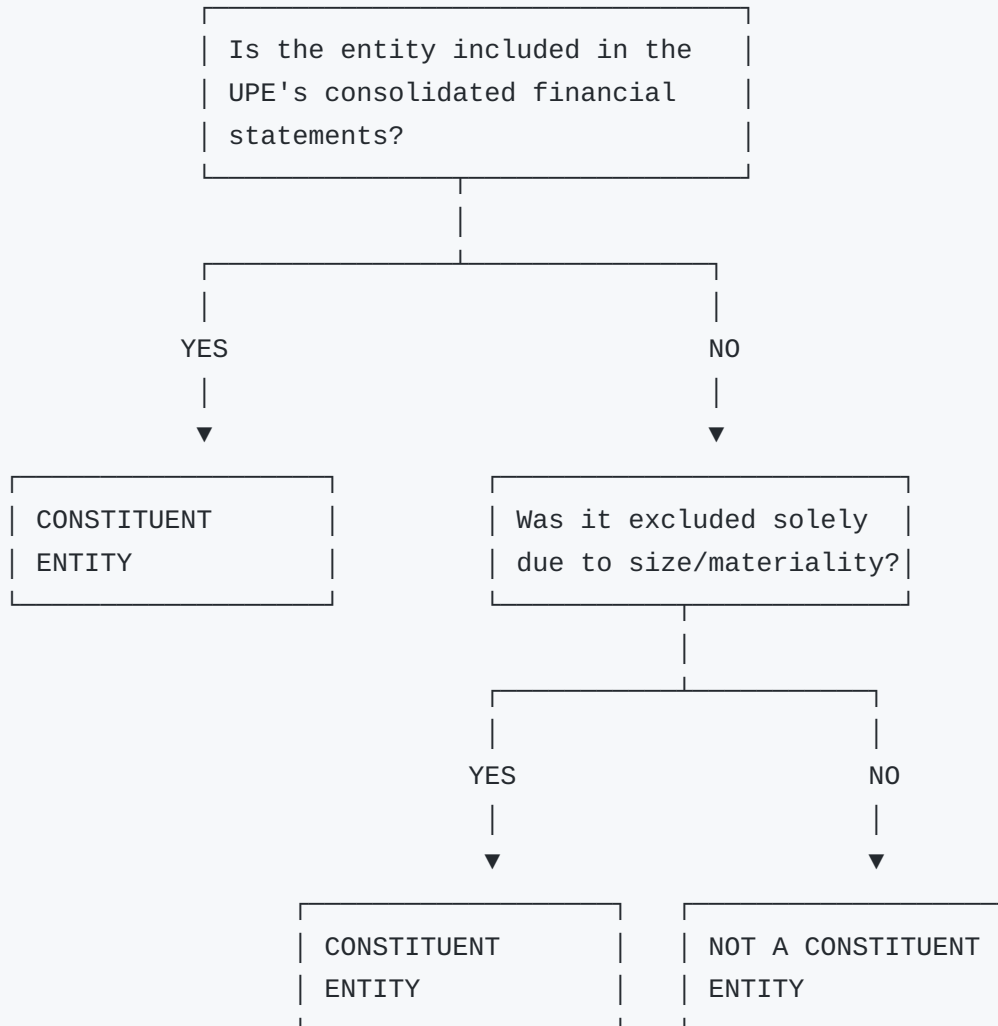 Is the entity included in the
UPE's consolidated financial
statements?
YES NO
CONSTITUENT
ENTITY
Was it excluded solely
due to size/materiality?
YES NO
CONSTITUENT
ENTITY
NOT A CONSTITUENT
ENTITY